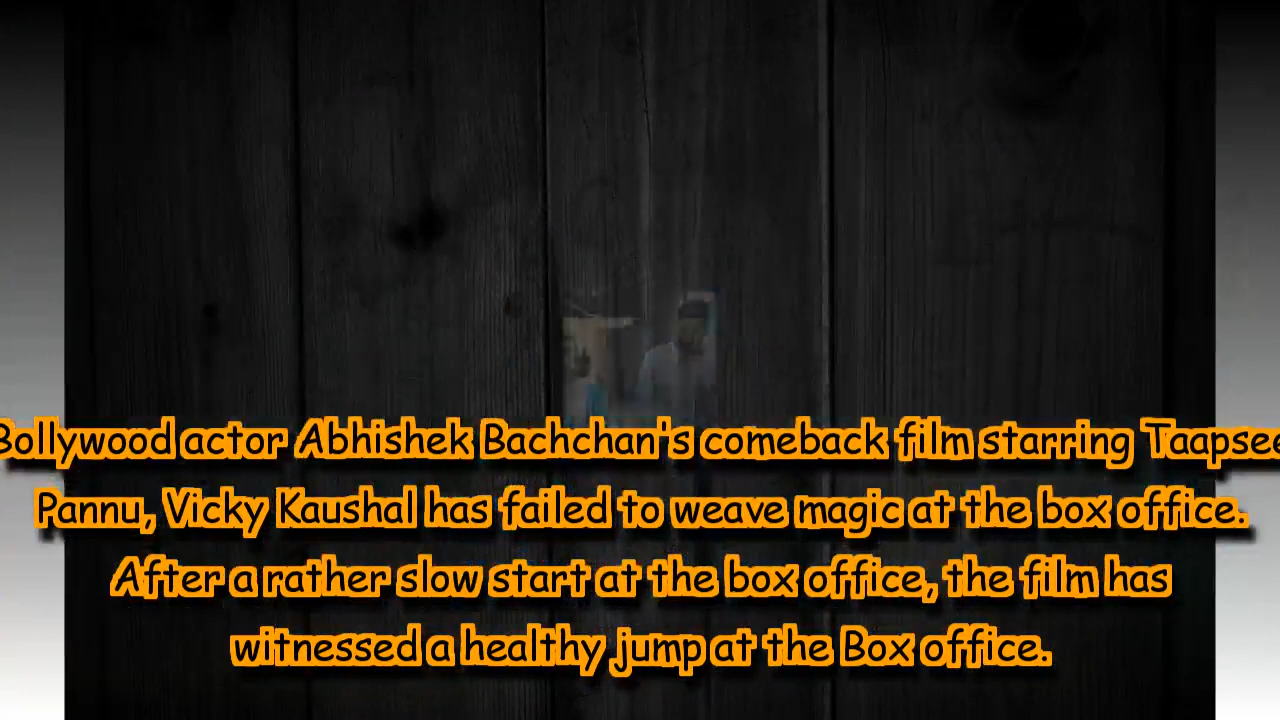 Bollywood actor Abhishek Bachchan's comeback film starring Taapsee
Pannu, Vicky Kaushal has failed to weave magic at the box office.
After a rather slow start at the box office, the film has
witnessed a healthy jump at the Box office.